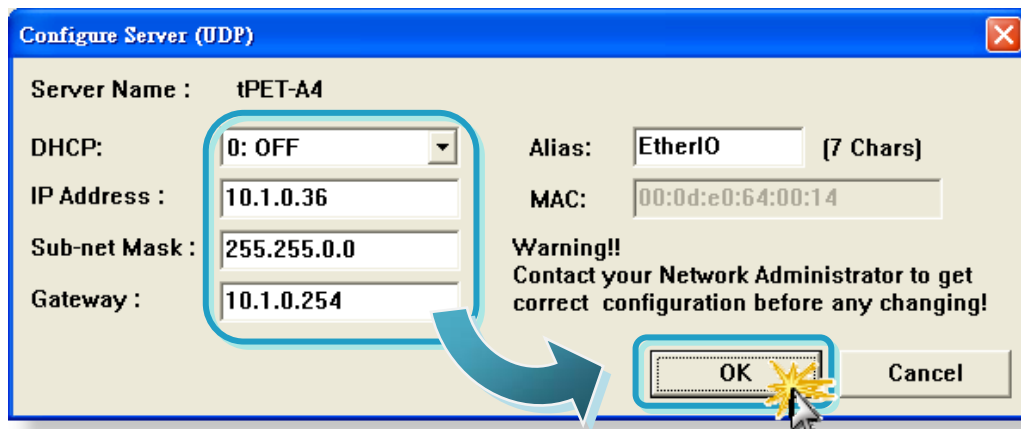 Configure Server (UDP)
Server Name : tPET-A4
DHCP: 0: OFF
IP Address : 10.1.0.36
Sub-net Mask : 255.255.0.0
Gateway : 10.1.0.254
Alias: EtherIO (7 Chars)
MAC: 00:0d:e0:64:00:14
Warning!!
Contact your Network Administrator to get
correct configuration before any changing!
OK
Cancel